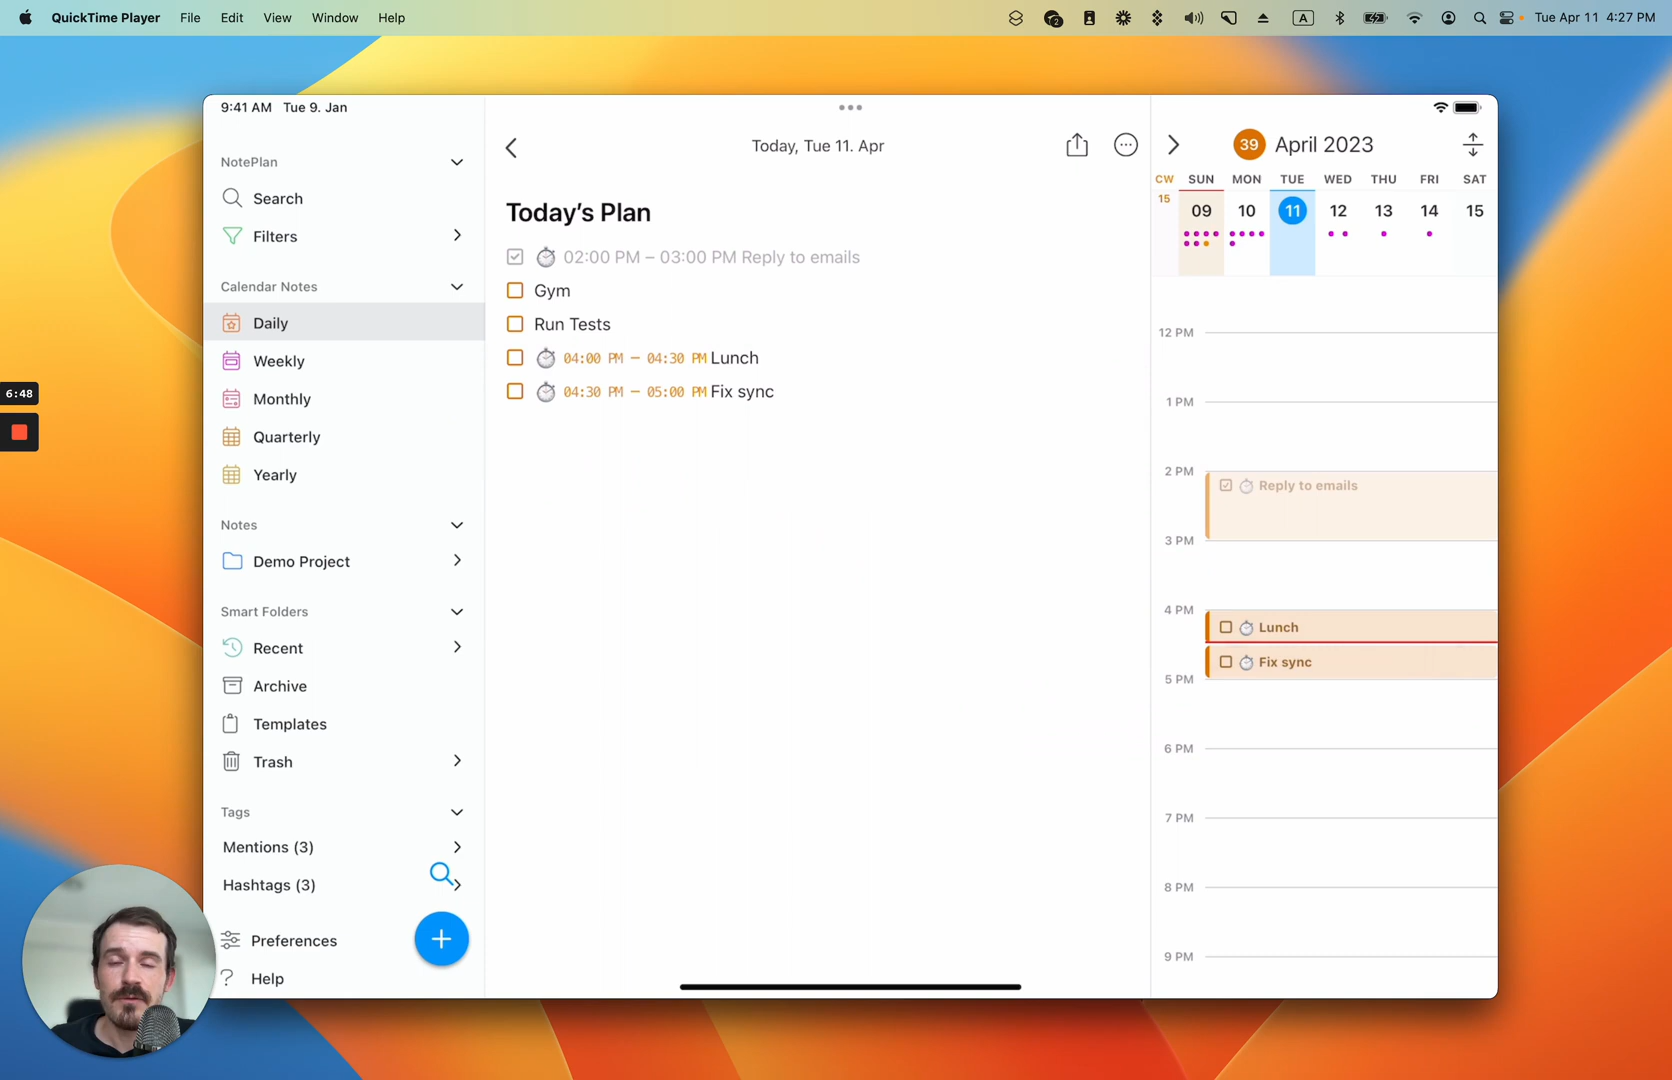 QuickTime Player File Edit View Window Help
2 A Tue Apr 11 4:27 PM
6:48
9:41 AM Tue 9. Jan
NotePlan
Search
Filters
Calendar Notes
Daily
Weekly
Monthly
Quarterly
Yearly
Notes
Demo Project
Smart Folders
Recent
Archive
Templates
Trash
Tags
Mentions (3)
Hashtags (3)
Preferences
? Help
Today, Tue 11. Apr
Today's Plan
02:00 PM – 03:00 PM Reply to emails
Gym
Run Tests
04:00 PM – 04:30 PM Lunch
04:30 PM – 05:00 PM Fix sync
39 April 2023
CW SUN MON TUE WED THU FRI SAT
15 09 10 11 12 13 14 15
12 PM
1 PM
2 PM
Reply to emails
3 PM
4 PM
Lunch
Fix sync
5 PM
6 PM
7 PM
8 PM
9 PM